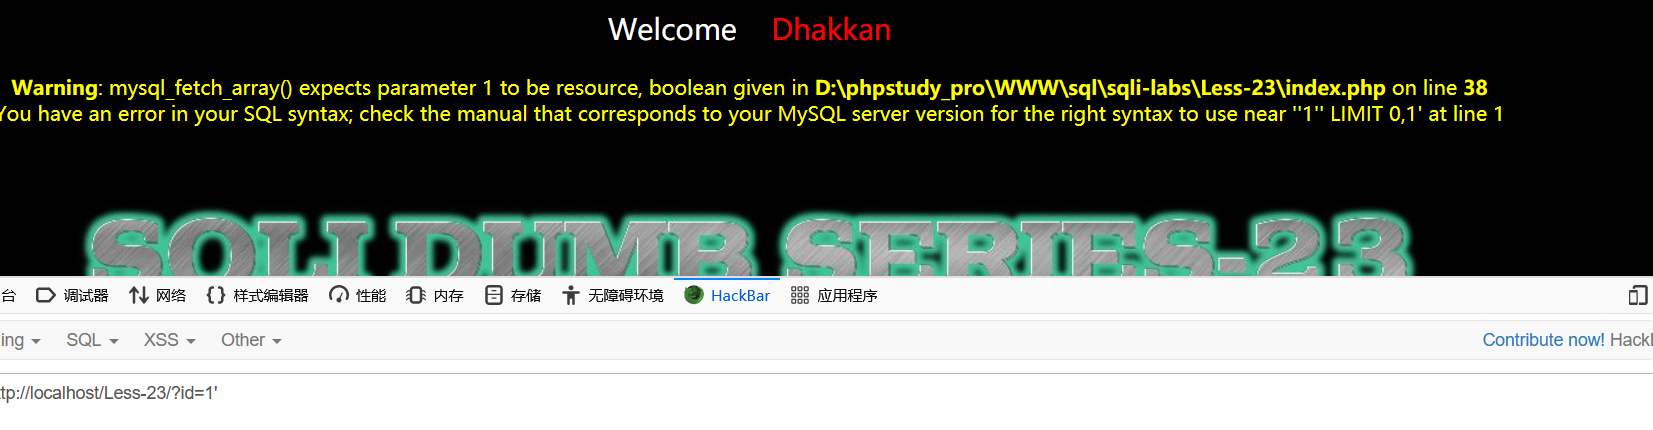 Welcome Dhakkan
Warning: mysql_fetch_array() expects parameter 1 to be resource, boolean given in D:\phpstudy_pro\WWW\sql\sqli-labs\Less-23\index.php on line 38
You have an error in your SQL syntax; check the manual that corresponds to your MySQL server version for the right syntax to use near ''1'' LIMIT 0,1' at line 1
SQLI DUMB SERIES-23
台 调试器 网络 样式编辑器 性能 内存 存储 无障碍环境 HackBar 应用程序
ing SQL XSS Other Contribute now! Hackl
ttp://localhost/Less-23/?id=1'